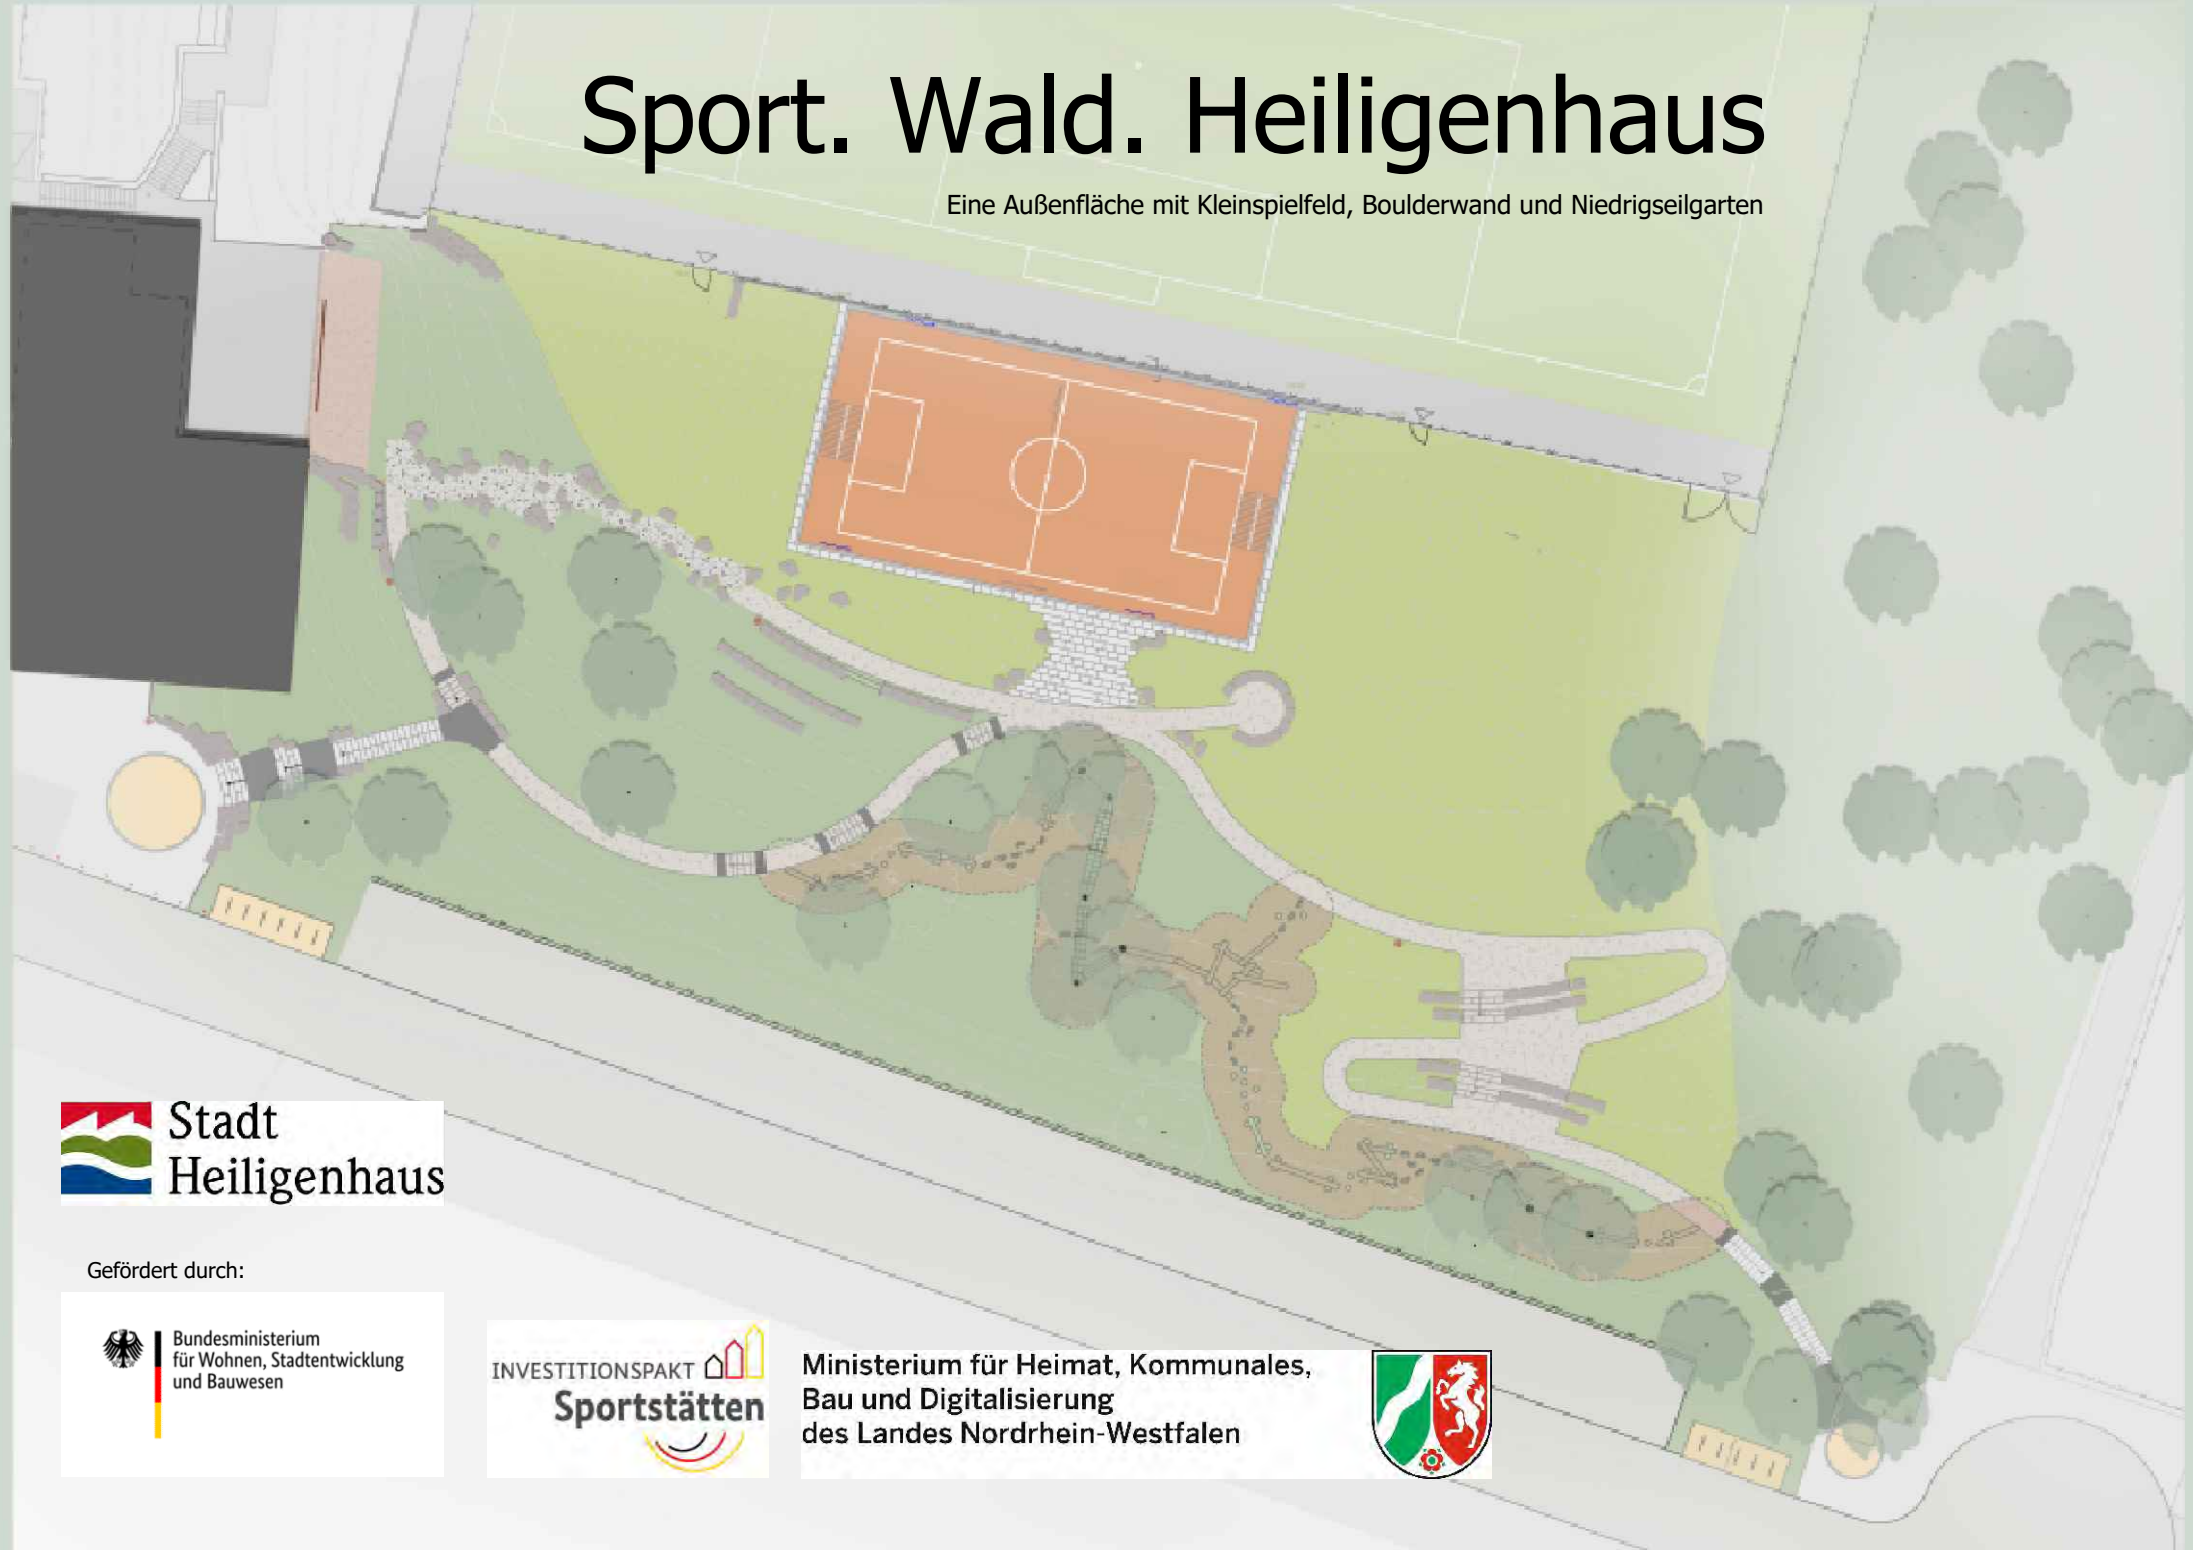 Sport. Wald. Heiligenhaus
Eine Außenfläche mit Kleinspielfeld, Boulderwand und Niedrigseilgarten
Stadt
Heiligenhaus
Gefördert durch:
Bundesministerium
für Wohnen, Stadtentwicklung
und Bauwesen
INVESTITIONSPAKT
Sportstätten
Ministerium für Heimat, Kommunales,
Bau und Digitalisierung
des Landes Nordrhein-Westfalen